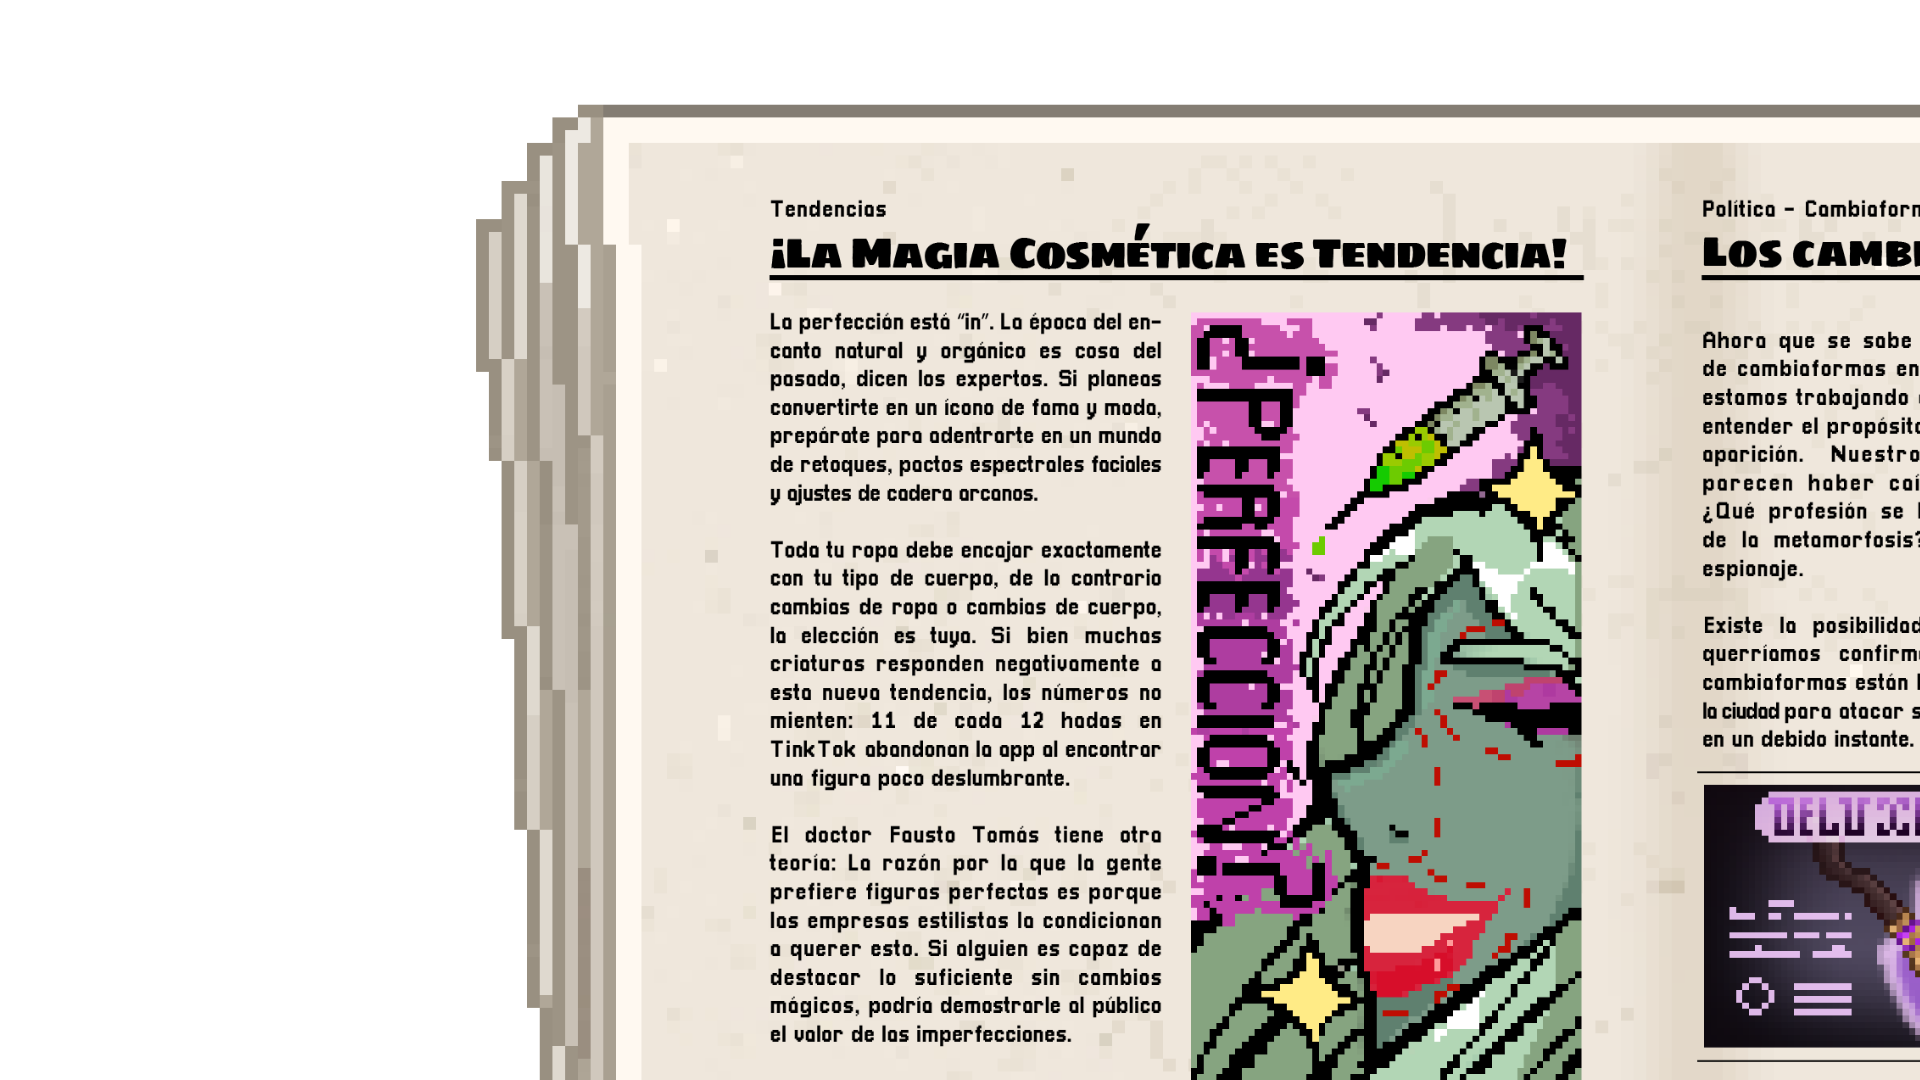 Tendencias
¡La Magia Cosmética es Tendencia!
La perfección está “in”. La época del en-
canto natural y orgánico es cosa del
pasado, dicen los expertos. Si planeas
convertirte en un ícono de fama y moda,
prepárate para adentrarte en un mundo
de retoques, pactos espectrales faciales
y ajustes de cadera arcanos.
Toda tu ropa debe encajar exactamente
con tu tipo de cuerpo, de lo contrario
cambias de ropa o cambias de cuerpo,
la elección es tuya. Si bien muchas
criaturas responden negativamente a
esta nueva tendencia, los números no
mienten: 11 de cada 12 hadas en
TinkTok abandonan la app al encontrar
una figura poco deslumbrante.
El doctor Fausto Tomás tiene otra
teoría: La razón por la que la gente
prefiere figuras perfectas es porque
las empresas estilistas la condicionan
a querer esto. Si alguien es capaz de
destacar lo suficiente sin cambios
mágicos, podría demostrarle al público
el valor de las imperfecciones.
¿PERFECCIÓN?
Política - Cambiaform
Los cambi
Ahora que se sabe
de cambiaformas en
estamos trabajando
entender el propósito
aparición. Nuestro
parecen haber caí
¿Qué profesión se
de la metamorfosis?
espionaje.
Existe la posibilidad
querríamos confirma
cambiaformas están
la ciudad para atacar s
en un debido instante.